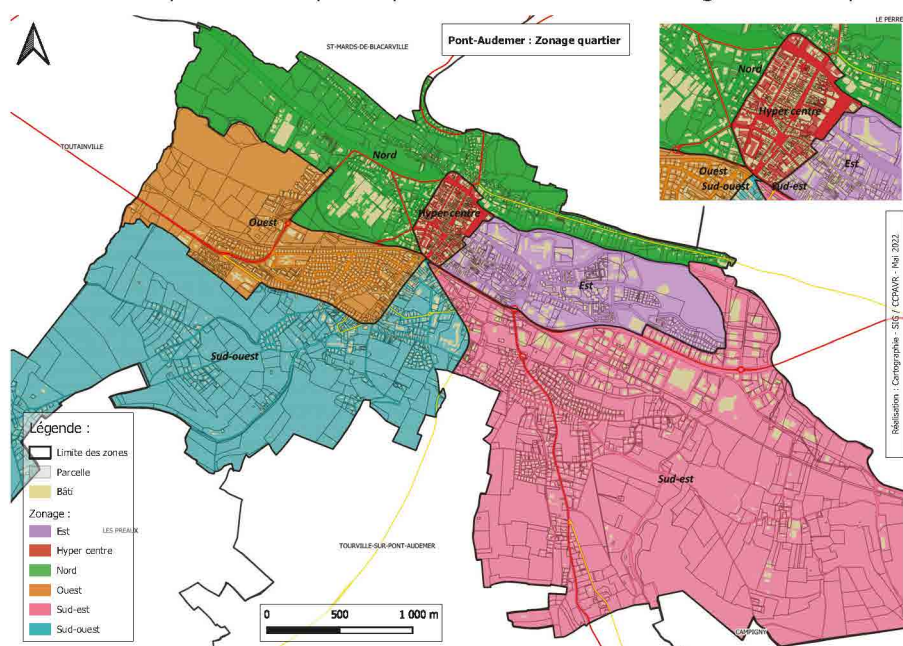 ST-MARDS-DE-BLACARVILLE
Pont-Audemer : Zonage quartier
LE PERRE
TOUTAINVILLE
Nord
Hyper centre
Ouest
Est
Sud-ouest
Sud-est
Nord
Hyper centre
Est
Ouest
Sud-ouest
Sud-est
Réalisation : Cartographie - SIG / CCPAVR - Mai 2022
Légende :
Limite des zones
Parcelle
Bâti
Zonage :
Est
Hyper centre
Nord
Ouest
Sud-est
Sud-ouest
LES PREAUX
TOURVILLE-SUR-PONT-AUDEMER
CAMPIGNY
0 500 1 000 m